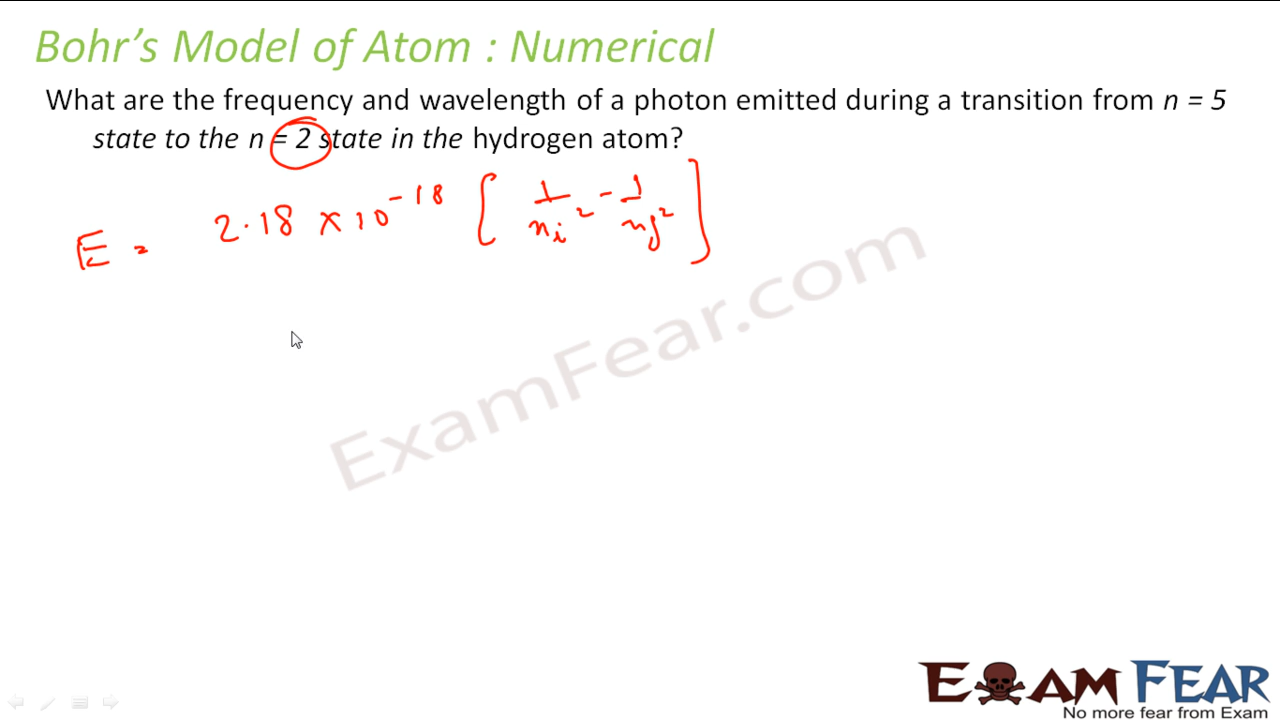 Bohr’s Model of Atom : Numerical
What are the frequency and wavelength of a photon emitted during a transition from n = 5
state to the n = 2 state in the hydrogen atom?
E = 2.18 × 10⁻¹⁸ [ 1/nᵢ² - 1/n_f² ]
ExamFear.com
EXAM FEAR
No more fear from Exam